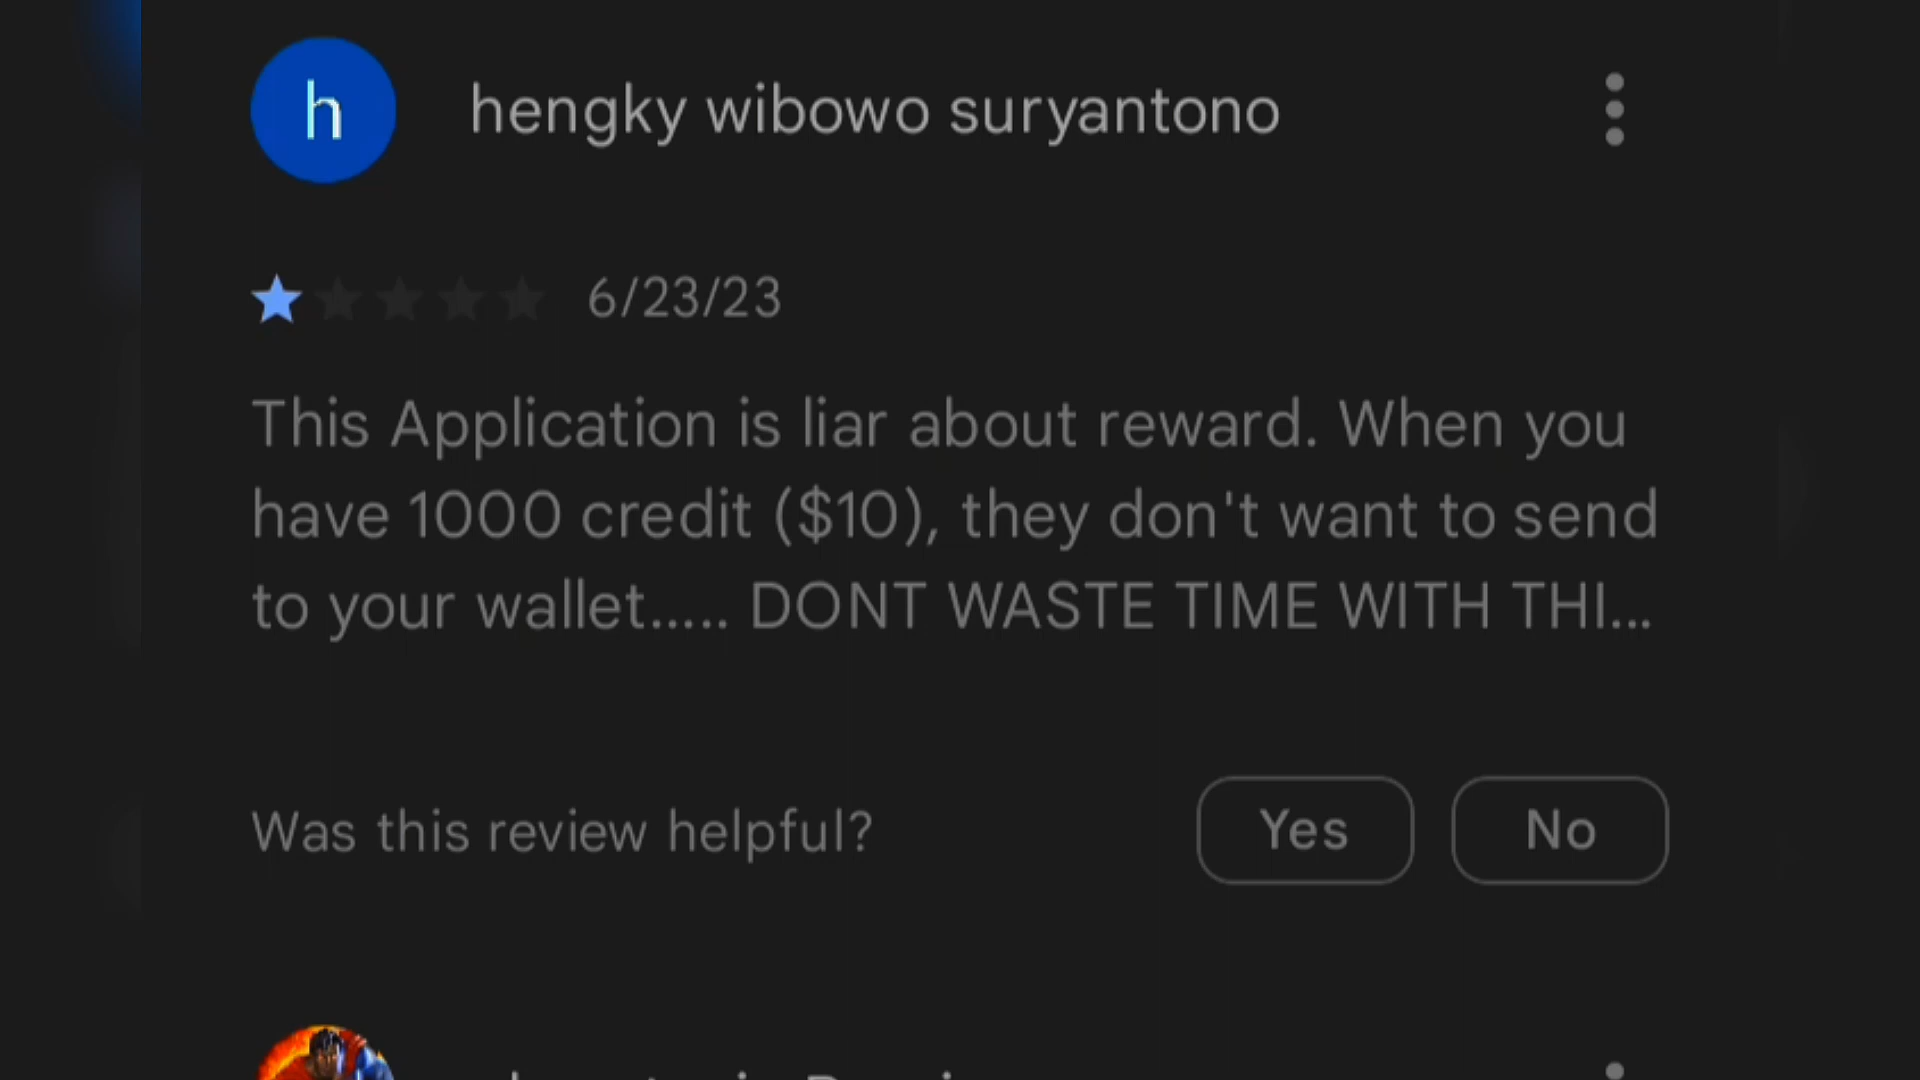 h
hengky wibowo suryantono
6/23/23
This Application is liar about reward. When you
have 1000 credit ($10), they don't want to send
to your wallet..... DONT WASTE TIME WITH THI...
Was this review helpful?
Yes
No